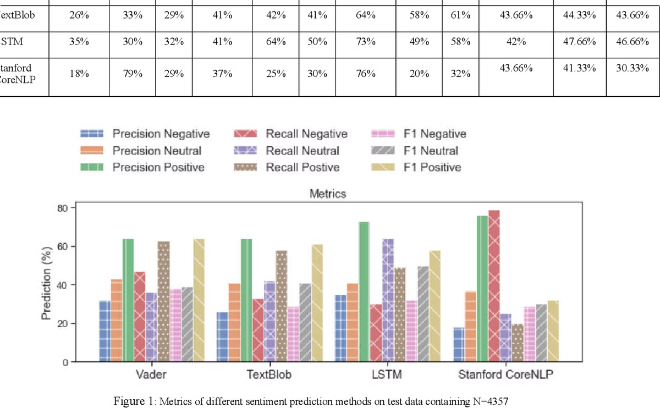 TextBlob 26% 33% 29% 41% 42% 41% 64% 58% 61% 43.66% 44.33% 43.66%
LSTM 35% 30% 32% 41% 64% 50% 73% 49% 58% 42% 47.66% 46.66%
Stanford 18% 79% 29% 37% 25% 30% 76% 20% 32% 43.66% 41.33% 30.33%
CoreNLP
Precision Negative Recall Negative F1 Negative
Precision Neutral Recall Neutral F1 Neutral
Precision Positive Recall Postive F1 Positive
Metrics
Prediction (%)
80
60
40
20
0
Vader TextBlob LSTM Stanford CoreNLP
Figure 1: Metrics of different sentiment prediction methods on test data containing N=4357